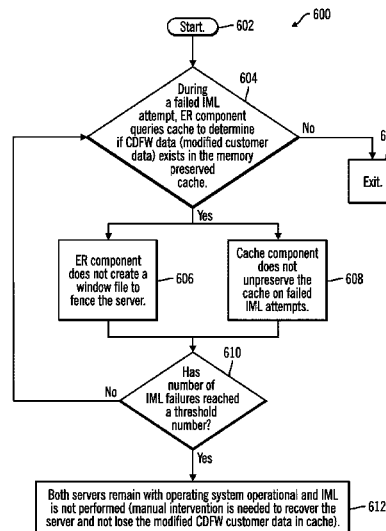 Start.
602
600
604
During
a failed IML
attempt, ER component
queries cache to determine
if CDFW data (modified customer
data) exists in the memory
preserved
cache.
No
6
Exit.
Yes
ER component
does not create a
window file to
fence the server.
606
Cache component
does not
unpreserve the
cache on failed
IML attempts.
608
610
Has
number of
IML failures reached
a threshold
number?
No
Yes
Both servers remain with operating system operational and IML
is not performed (manual intervention is needed to recover the
server and not lose the modified CDFW customer data in cache).
612